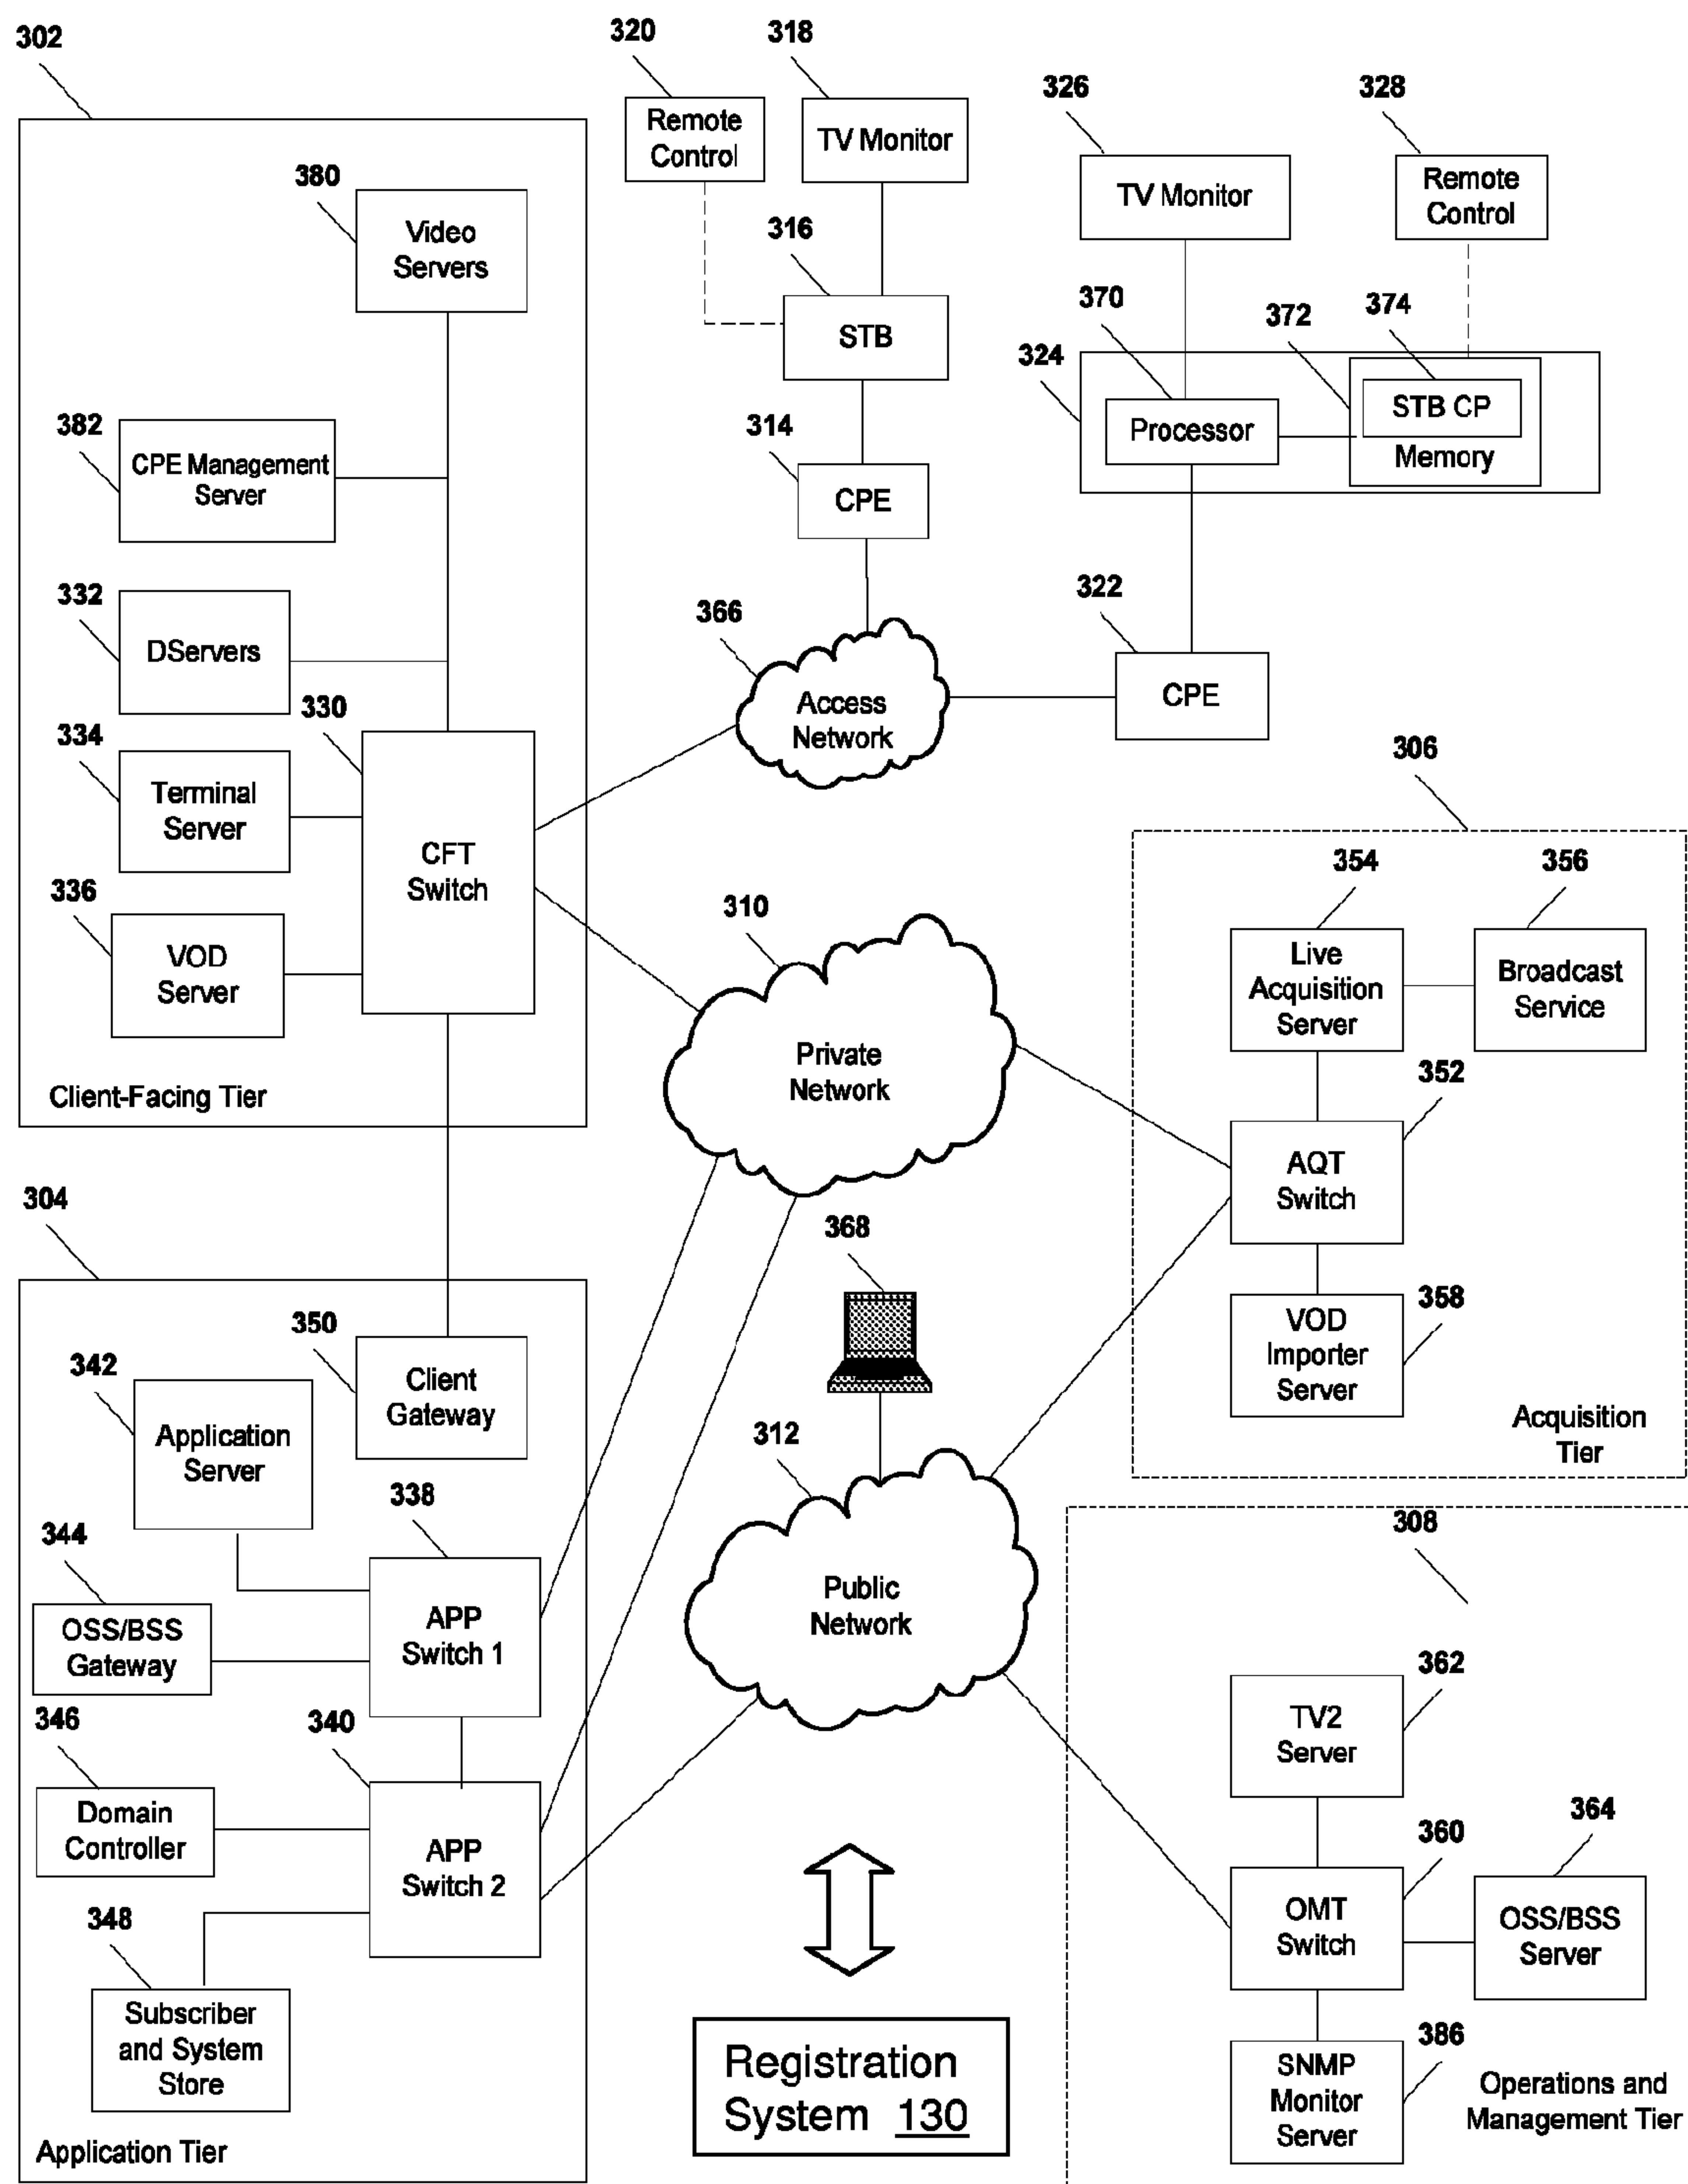 302
320
318
Remote
Control
TV Monitor
326
328
TV Monitor
Remote
Control
380
Video
Servers
316
STB
370
372
374
324
STB CP
Processor
Memory
382
CPE Management
Server
314
CPE
332
DServers
366
322
Access
Network
CPE
330
334
Terminal
Server
306
CFT
Switch
336
VOD
Server
310
354
356
Live
Acquisition
Server
Broadcast
Service
Private
Network
352
Client-Facing Tier
AQT
Switch
304
368
358
VOD
Importer
Server
350
342
Client
Gateway
Application
Server
312
Acquisition
Tier
338
344
308
OSS/BSS
Gateway
APP
Switch 1
Public
Network
362
TV2
Server
346
340
Domain
Controller
APP
Switch 2
360
364
OMT
Switch
OSS/BSS
Server
348
Subscriber
and System
Store
386
SNMP
Monitor
Server
Registration
System 130
Operations and
Management Tier
Application Tier